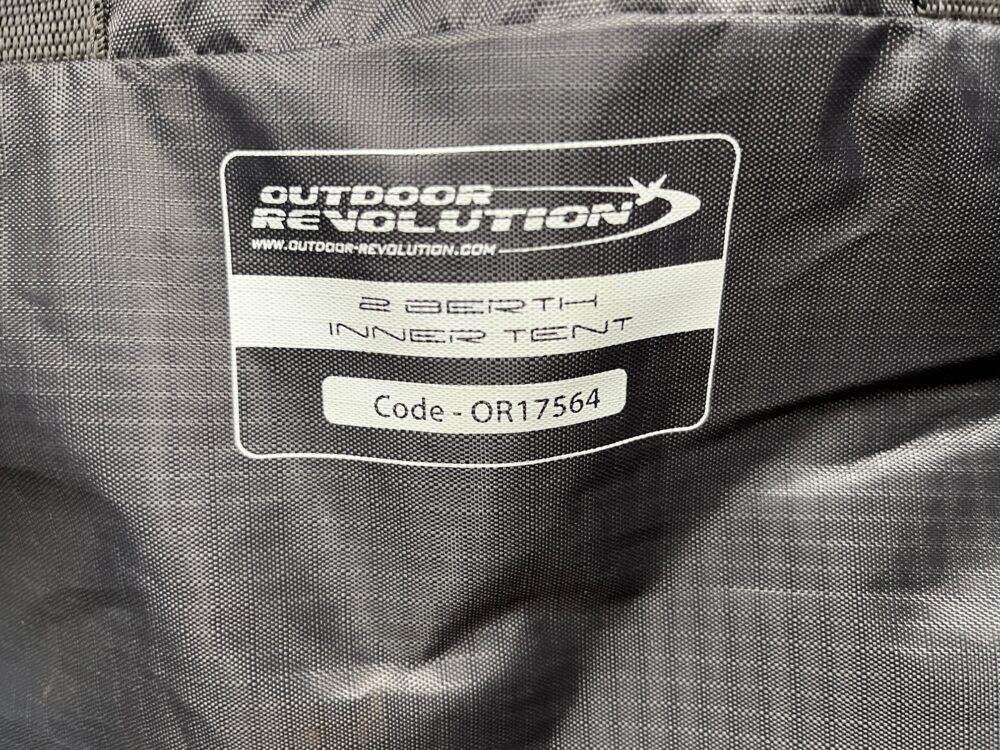 OUTDOOR
REVOLUTION
WWW.OUTDOOR-REVOLUTION.COM
2 BERTH
INNER TENT
Code - OR17564